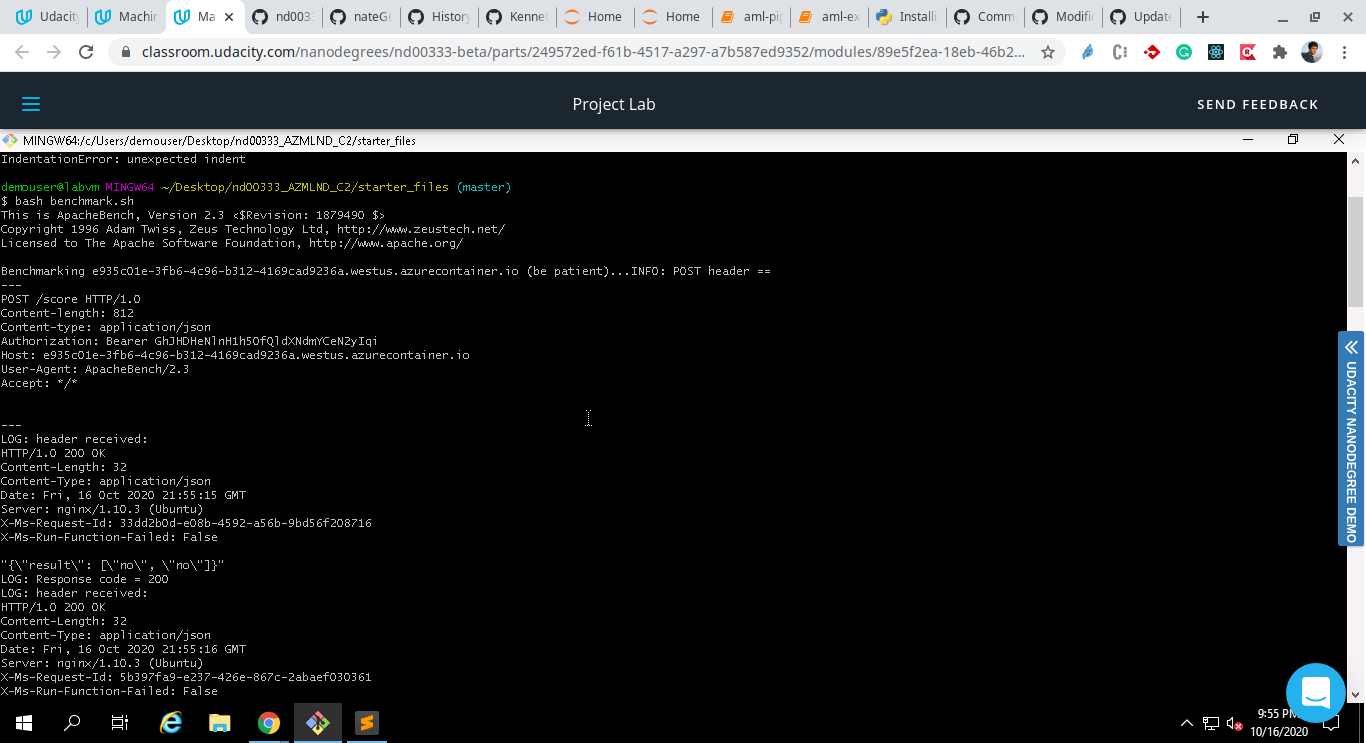 Udacity
Machin
Ma
nd0033
nateGe
History
Kennet
Home
Home
aml-pip
aml-ex
Installi
Comm
Modifi
Update
classroom.udacity.com/nanodegrees/nd00333-beta/parts/249572ed-f61b-4517-a297-a7b587ed9352/modules/89e5f2ea-18eb-46b2...
Project Lab
SEND FEEDBACK
MINGW64:/c/Users/demouser/Desktop/nd00333_AZMLND_C2/starter_files
IndentationError: unexpected indent
demouser@labvm MINGW64 ~/Desktop/nd00333_AZMLND_C2/starter_files (master)
$ bash benchmark.sh
This is ApacheBench, Version 2.3 <$Revision: 1879490 $>
Copyright 1996 Adam Twiss, Zeus Technology Ltd, http://www.zeustech.net/
Licensed to The Apache Software Foundation, http://www.apache.org/
Benchmarking e935c01e-3fb6-4c96-b312-4169cad9236a.westus.azurecontainer.io (be patient)...INFO: POST header ==
---
POST /score HTTP/1.0
Content-length: 812
Content-type: application/json
Authorization: Bearer GhJHDHeNlnH1h5OfQldXNdmYCeN2yIqi
Host: e935c01e-3fb6-4c96-b312-4169cad9236a.westus.azurecontainer.io
User-Agent: ApacheBench/2.3
Accept: */*
---
LOG: header received:
HTTP/1.0 200 OK
Content-Length: 32
Content-Type: application/json
Date: Fri, 16 Oct 2020 21:55:15 GMT
Server: nginx/1.10.3 (Ubuntu)
X-Ms-Request-Id: 33dd2b0d-e08b-4592-a56b-9bd56f208716
X-Ms-Run-Function-Failed: False
"{\"result\": [\"no\", \"no\"]}"
LOG: Response code = 200
LOG: header received:
HTTP/1.0 200 OK
Content-Length: 32
Content-Type: application/json
Date: Fri, 16 Oct 2020 21:55:16 GMT
Server: nginx/1.10.3 (Ubuntu)
X-Ms-Request-Id: 5b397fa9-e237-426e-867c-2abaef030361
X-Ms-Run-Function-Failed: False
UDACITY NANODEGREE DEMO
9:55 PM
10/16/2020